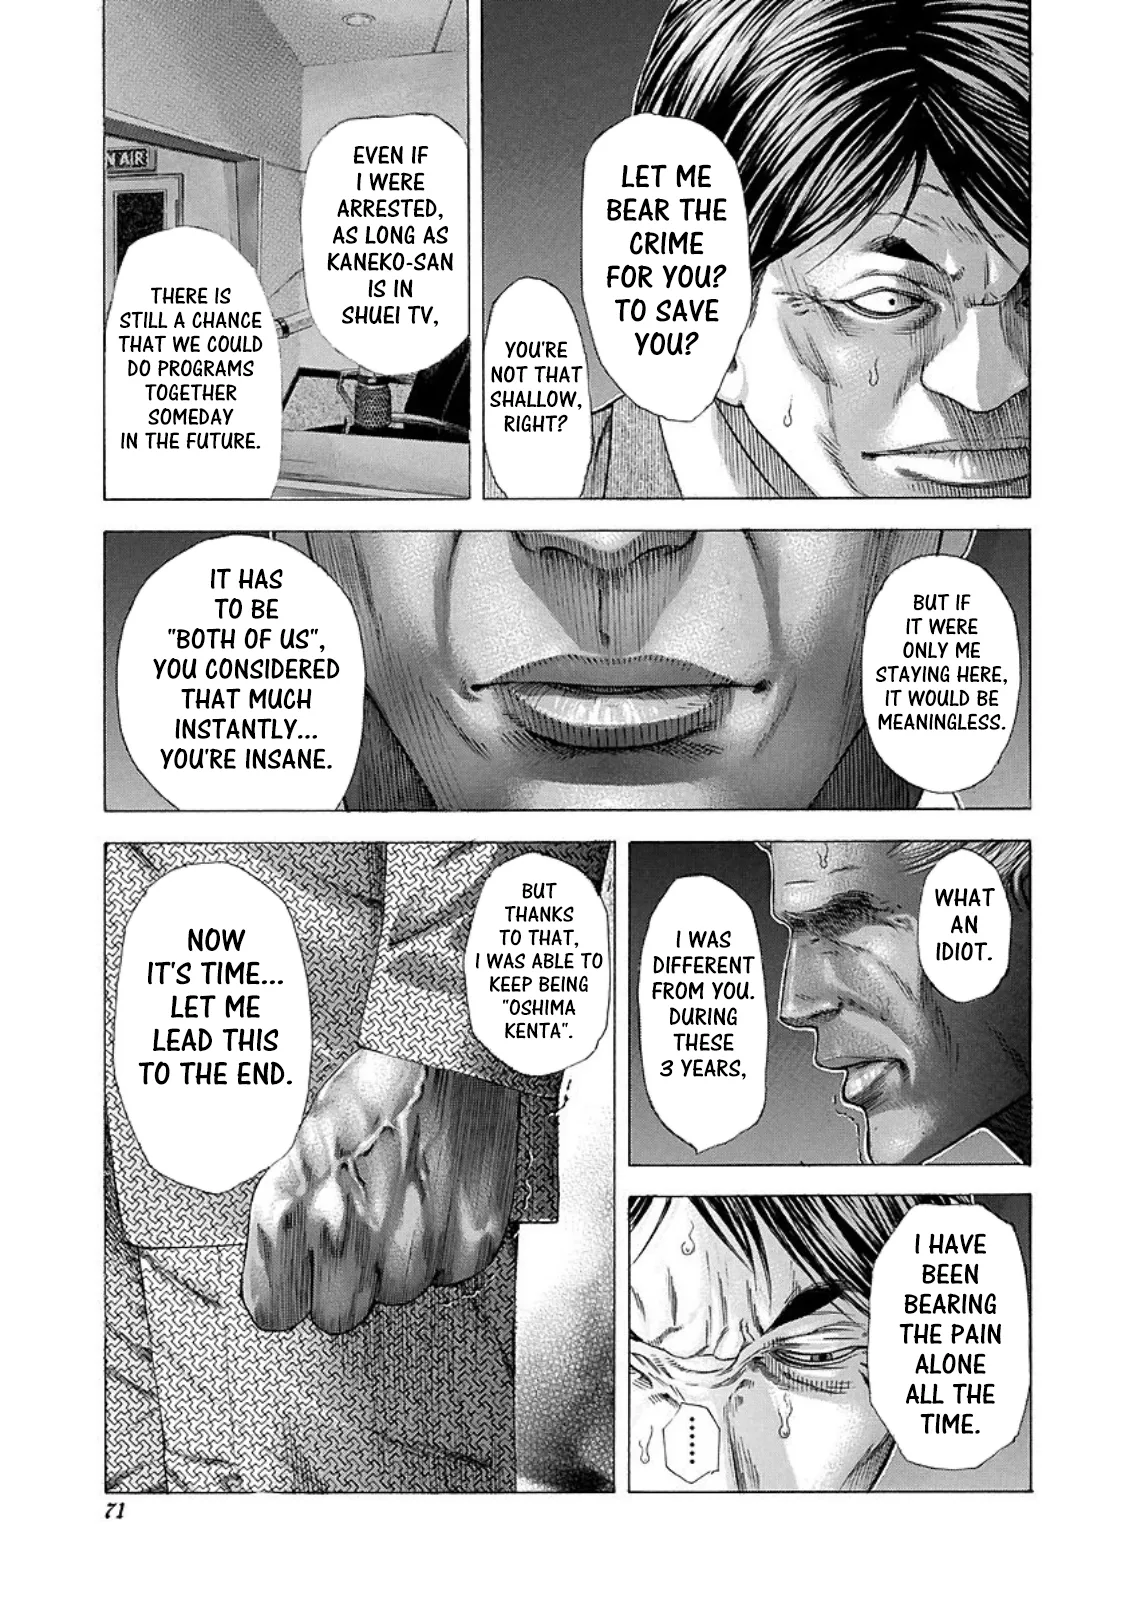 LET ME
BEAR THE
CRIME
FOR YOU?
TO SAVE
YOU?
YOU'RE
NOT THAT
SHALLOW,
RIGHT?
EVEN IF
I WERE
ARRESTED,
AS LONG AS
KANEKO-SAN
IS IN
SHUEI TV,
N AIR
THERE IS
STILL A CHANCE
THAT WE COULD
DO PROGRAMS
TOGETHER
SOMEDAY
IN THE FUTURE.
BUT IF
IT WERE
ONLY ME
STAYING HERE,
IT WOULD BE
MEANINGLESS.
IT HAS
TO BE
"BOTH OF US",
YOU CONSIDERED
THAT MUCH
INSTANTLY...
YOU'RE INSANE.
WHAT
AN
IDIOT.
I WAS
DIFFERENT
FROM YOU.
DURING
THESE
3 YEARS,
I HAVE
BEEN
BEARING
THE PAIN
ALONE
ALL THE
TIME.
......
BUT
THANKS
TO THAT,
I WAS ABLE TO
KEEP BEING
"OSHIMA
KENTA".
NOW
IT'S TIME...
LET ME
LEAD THIS
TO THE END.
71